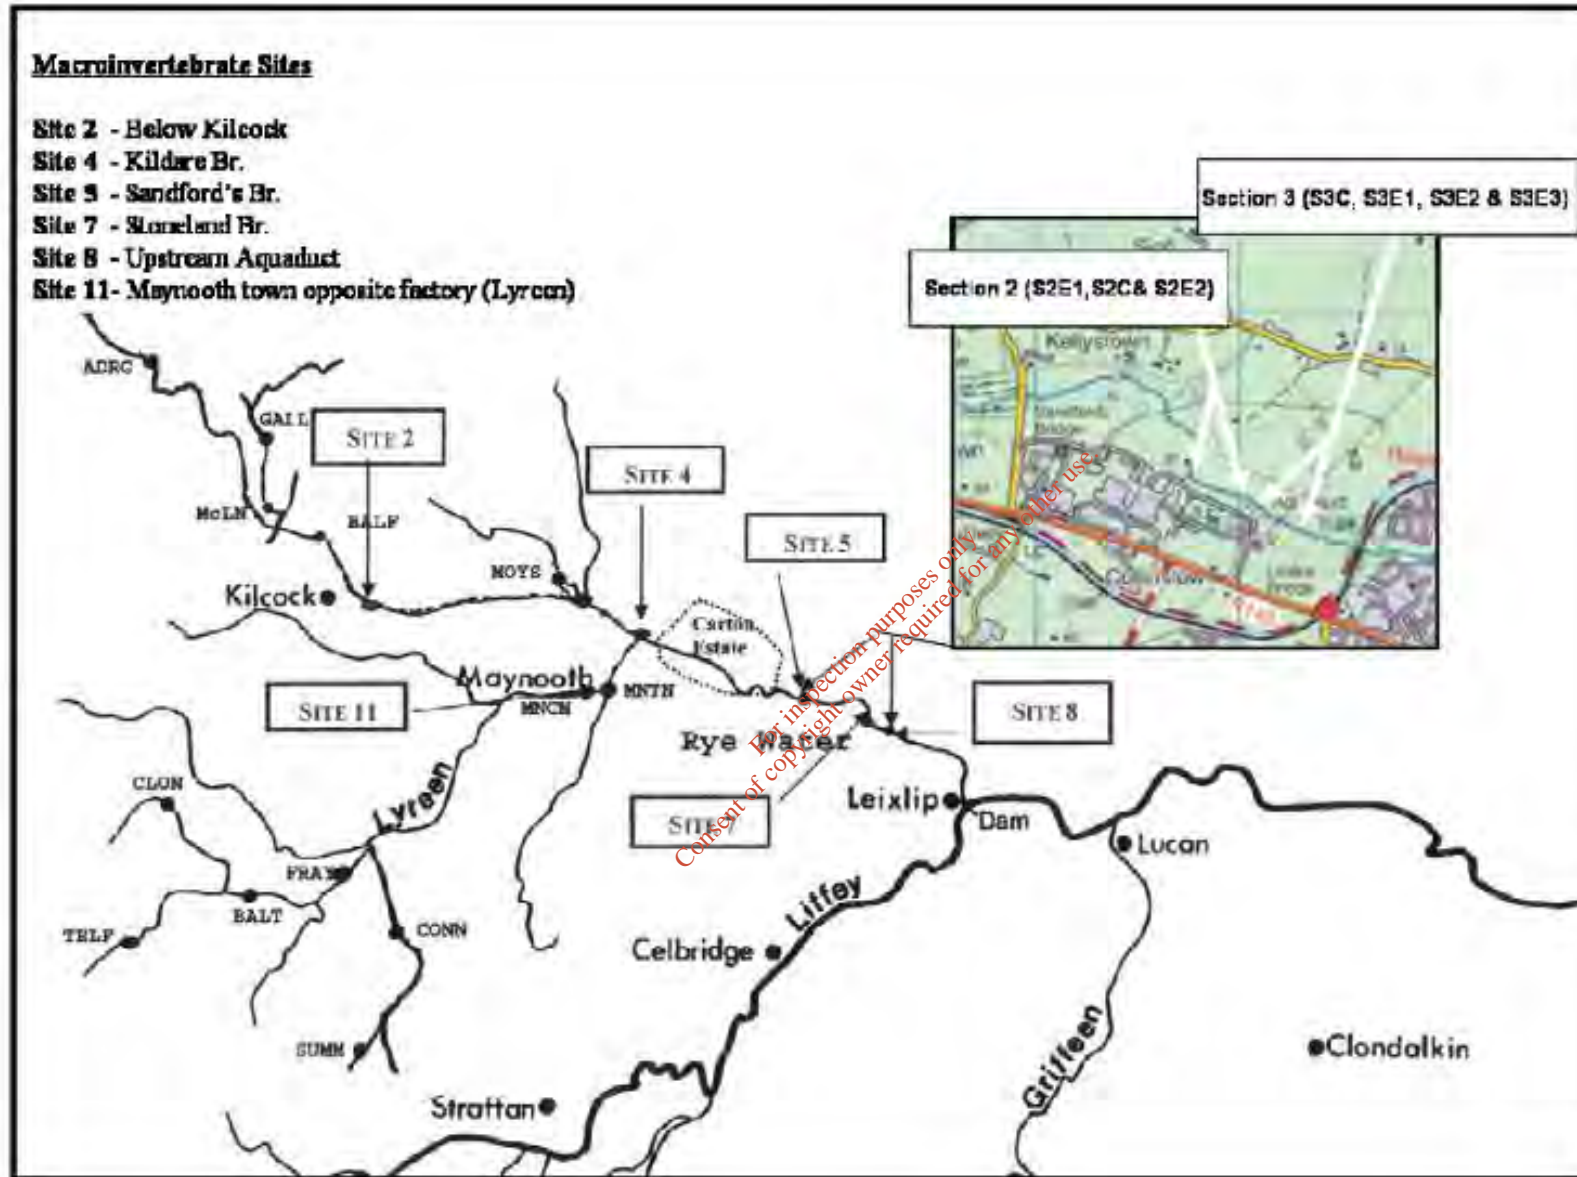 Macroinvertebrate Sites
Site 2 - Below Kilcock
Site 4 - Kildare Br.
Site 5 - Sandford's Br.
Site 7 - Stoneland Br.
Site 8 - Upstream Aquaduct
Site 11- Maynooth town opposite factory (Lyreen)
Section 3 (S3C, S3E1, S3E2 & S3E3)
Section 2 (S2E1,S2C& S2E2)
Kellystown
ADRC
GALL
SITE 2
SITE 4
McLN
BALF
SITE 5
MOYS
Kilcock
Carton
Estate
Maynooth
MNTN
MNCH
SITE 11
SITE 8
Rye Water
CLON
Lyreen
SITE 7
Leixlip
Dam
Lucan
FRAY
BALT
TELF
CONN
Liffey
Celbridge
SUMM
Straffan
Griffeen
Clondalkin
For inspection purposes only.
Consent of copyright owner required for any other use.